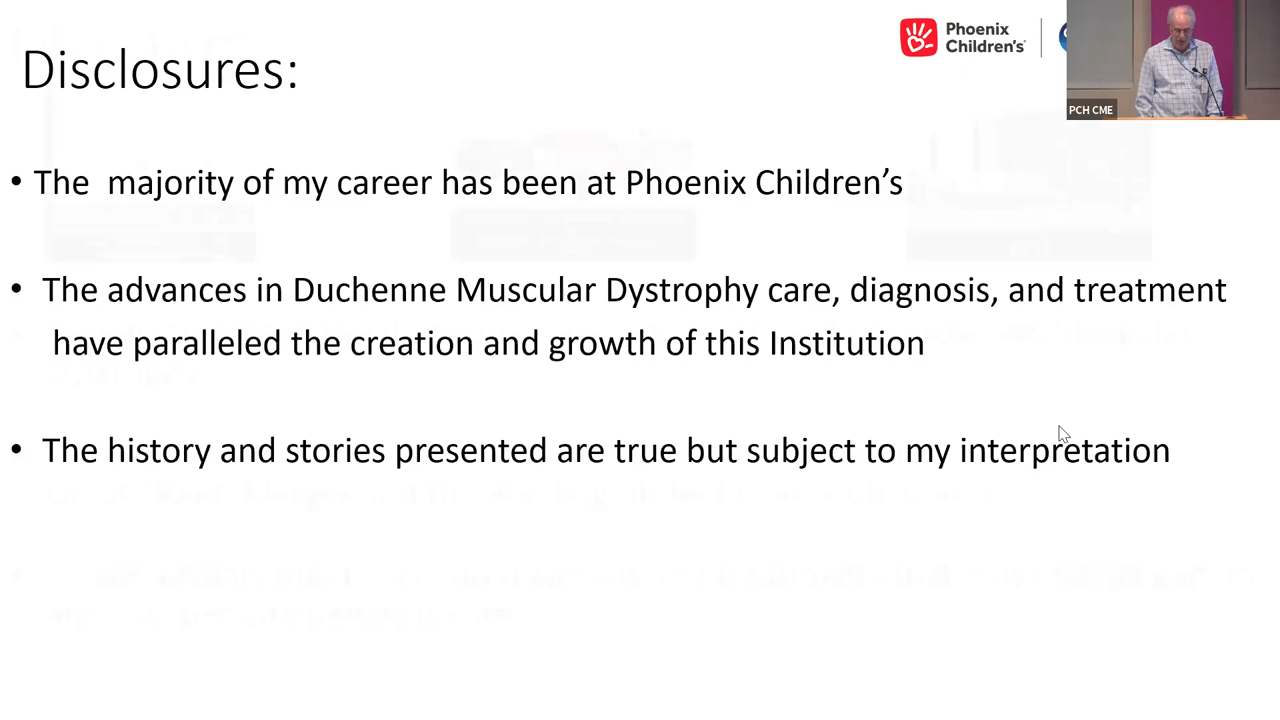 Disclosures:
Phoenix
Children's
PCH CME
• The  majority of my career has been at Phoenix Children’s
• The advances in Duchenne Muscular Dystrophy care, diagnosis, and treatment
have paralleled the creation and growth of this Institution
• The history and stories presented are true but subject to my interpretation